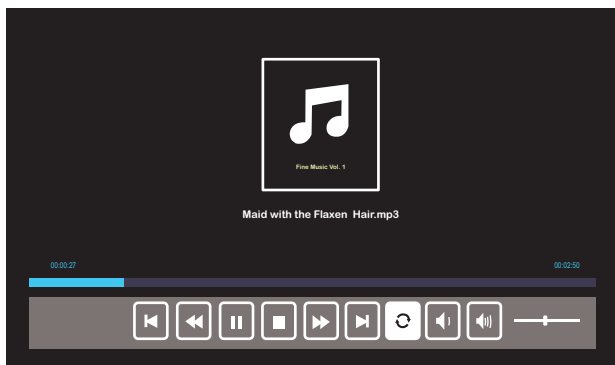 Fine Music Vol. 1
Maid with the Flaxen  Hair.mp3
00:00:27
00:02:50